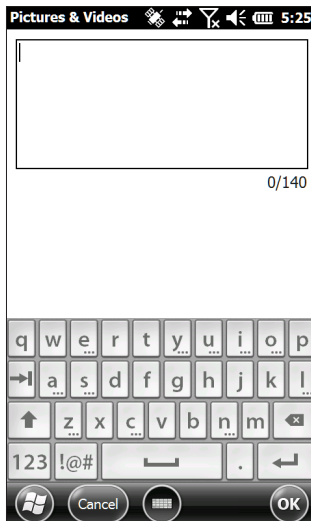 Pictures & Videos 5:25
0/140
q w e r t y u i o p
a s d f g h j k l
z x c v b n m
123 !@# .
Cancel OK